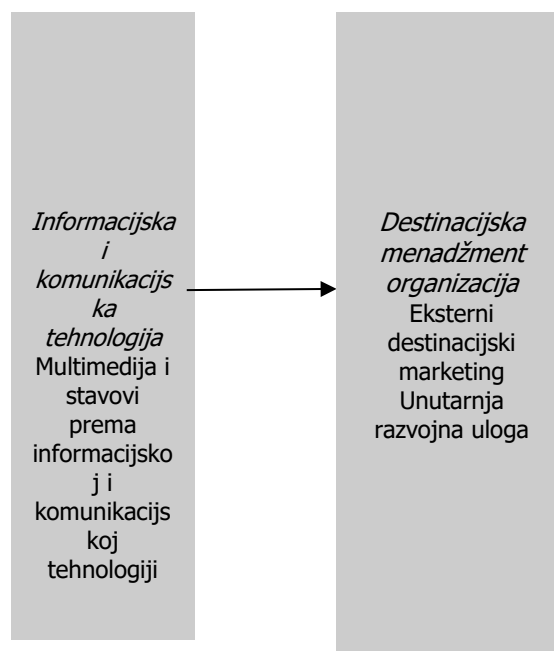 Informacijska
i
komunikacijs
ka
tehnologija
Multimedija i
stavovi
prema
informacijsko
j i
komunikacijs
koj
tehnologiji
Destinacijska
menadžment
organizacija
Eksterni
destinacijski
marketing
Unutarnja
razvojna uloga